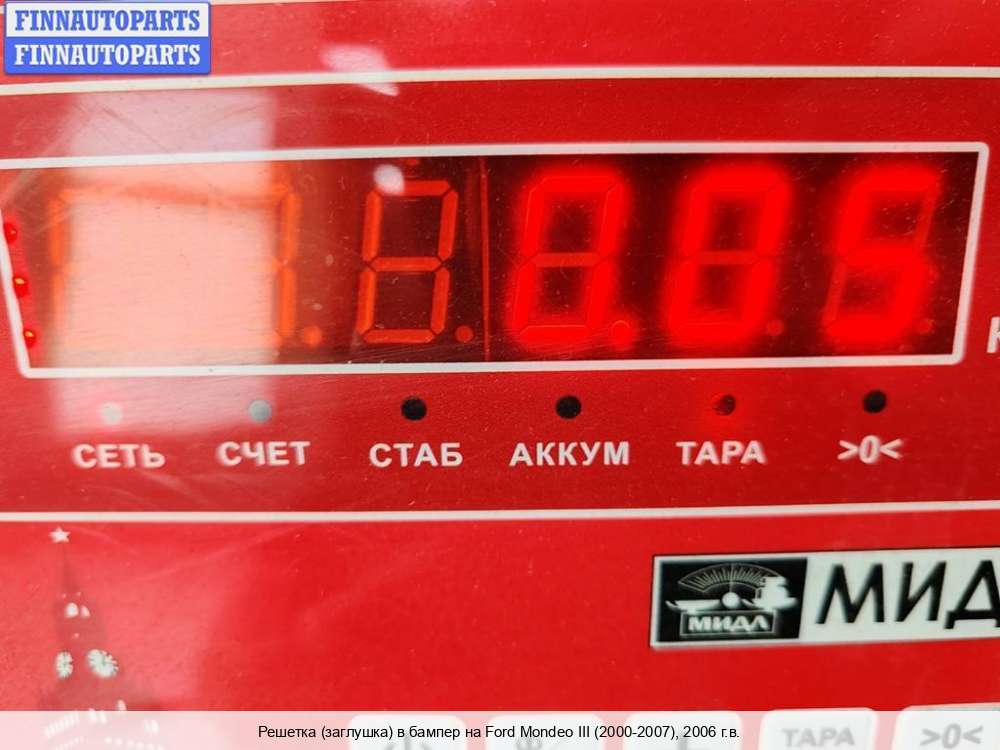 FINNAUTOPARTS
FINNAUTOPARTS
0.05
СЕТЬ СЧЕТ СТАБ АККУМ ТАРА >0<
МИДЛ МИД
ТАРА >0<
Решетка (заглушка) в бампер на Ford Mondeo III (2000-2007), 2006 г.в.